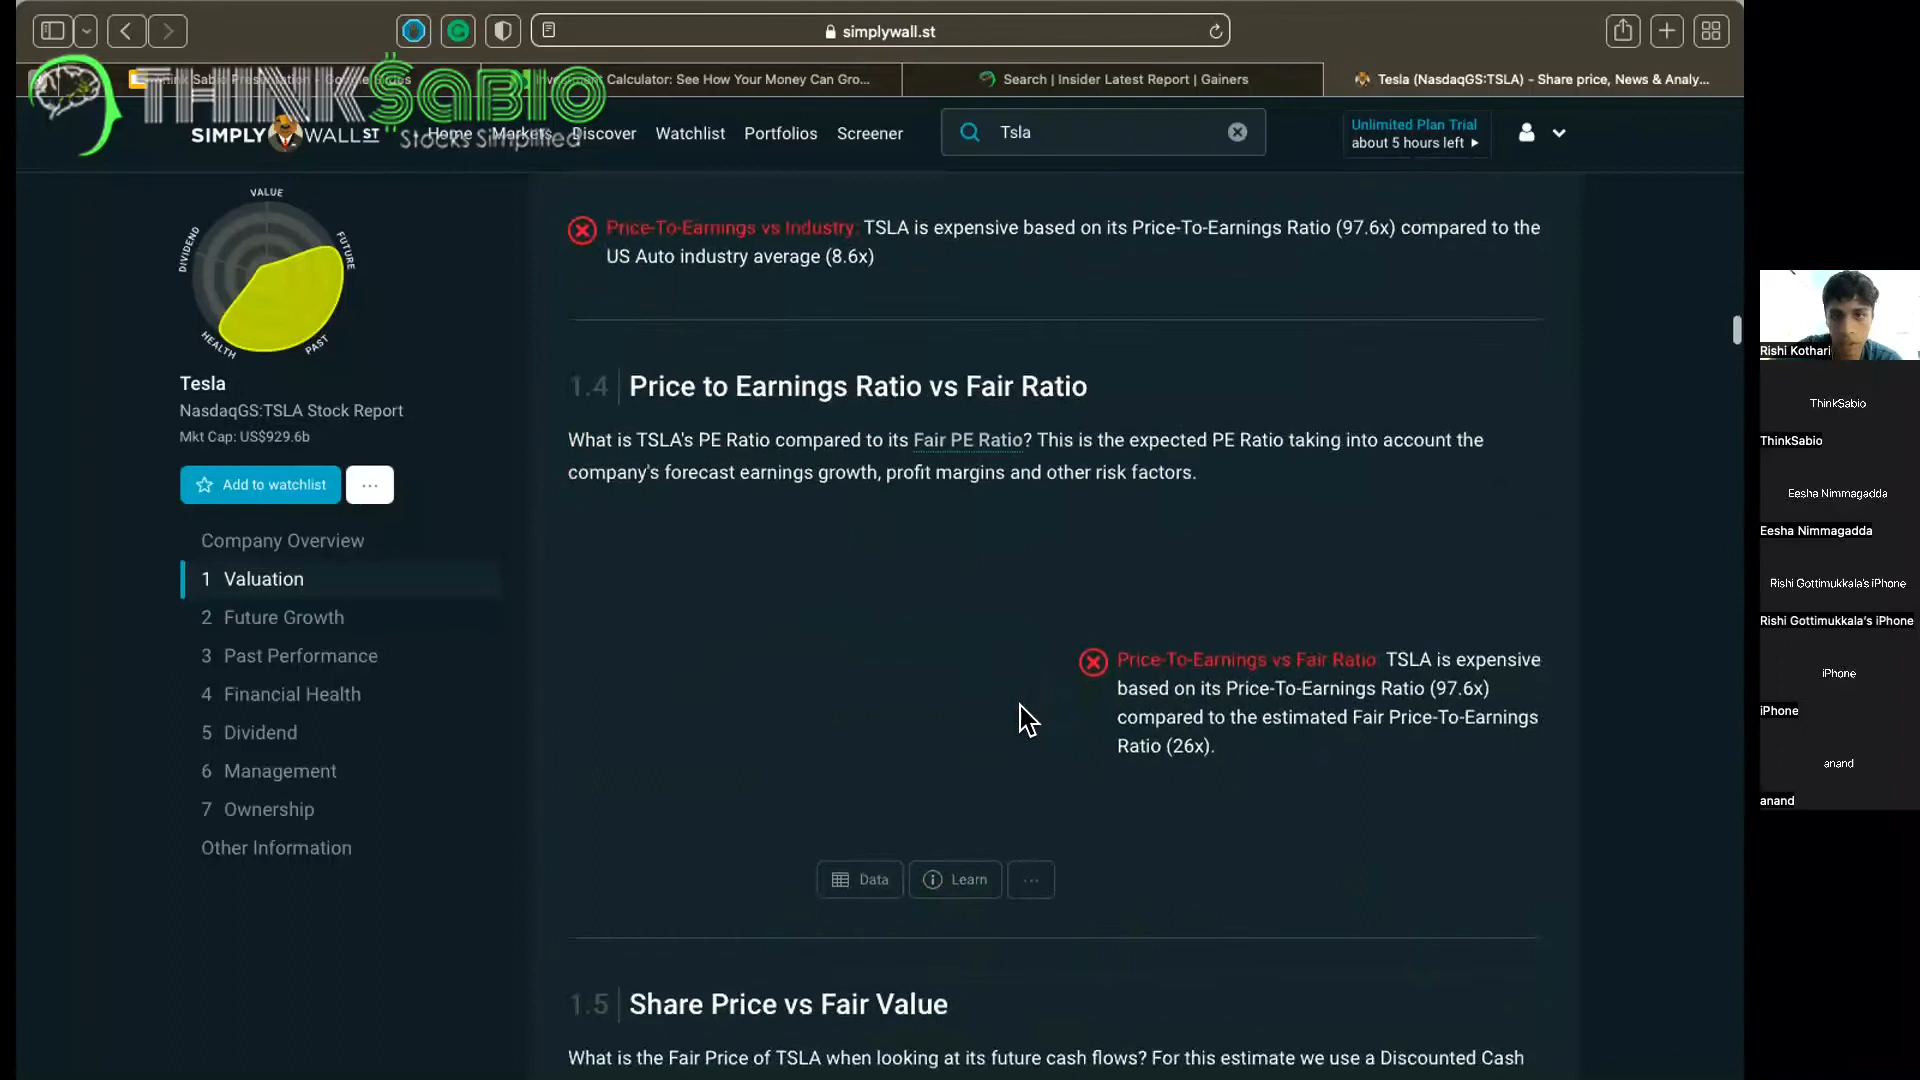 simplywall.st
Investment Calculator: See How Your Money Can Gro...
Search | Insider Latest Report | Gainers
Tesla (NasdaqGS:TSLA) – Share price, News & Analy...
THINK$ABIO
Stocks Simplified
SIMPLY WALL ST
Home
Markets
Discover
Watchlist
Portfolios
Screener
Tsla
Unlimited Plan Trial
about 5 hours left ▸
VALUE
FUTURE
PAST
HEALTH
DIVIDEND
Tesla
NasdaqGS:TSLA Stock Report
Mkt Cap: US$929.6b
Add to watchlist
...
Company Overview
1 Valuation
2 Future Growth
3 Past Performance
4 Financial Health
5 Dividend
6 Management
7 Ownership
Other Information
Price-To-Earnings vs Industry: TSLA is expensive based on its Price-To-Earnings Ratio (97.6x) compared to the
US Auto industry average (8.6x)
1.4 Price to Earnings Ratio vs Fair Ratio
What is TSLA's PE Ratio compared to its Fair PE Ratio? This is the expected PE Ratio taking into account the
company's forecast earnings growth, profit margins and other risk factors.
Price-To-Earnings vs Fair Ratio: TSLA is expensive
based on its Price-To-Earnings Ratio (97.6x)
compared to the estimated Fair Price-To-Earnings
Ratio (26x).
Data
Learn
...
1.5 Share Price vs Fair Value
What is the Fair Price of TSLA when looking at its future cash flows? For this estimate we use a Discounted Cash
Rishi Kothari
ThinkSabio
ThinkSabio
Eesha Nimmagadda
Eesha Nimmagadda
Rishi Gottimukkala's iPhone
Rishi Gottimukkala's iPhone
iPhone
iPhone
anand
anand